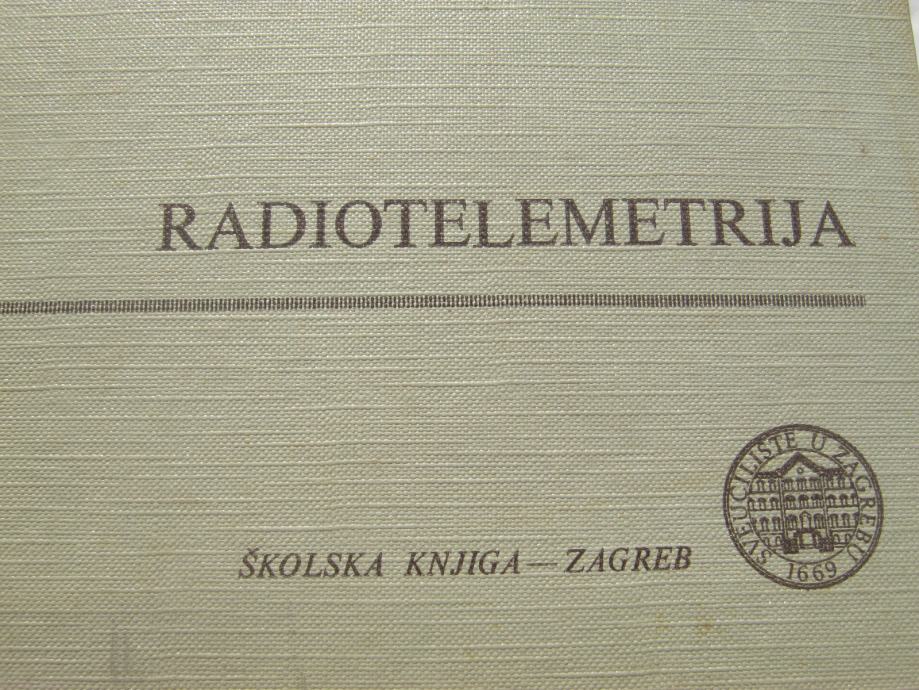 RADIOTELEMETRIJA
ŠKOLSKA KNJIGA — ZAGREB
SVEUČILIŠTE U ZAGREBU
1669